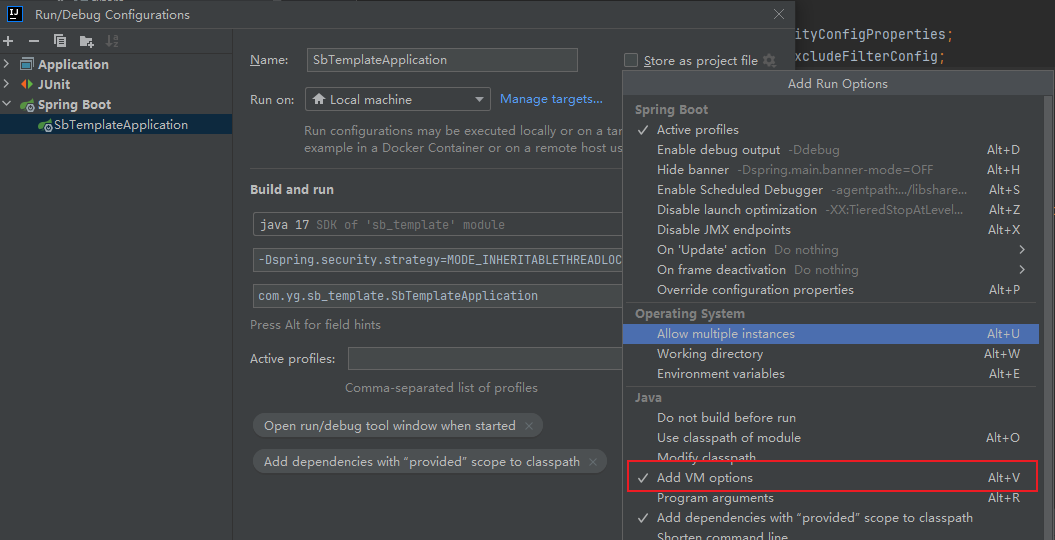 Run/Debug Configurations
Application
JUnit
Spring Boot
SbTemplateApplication
Name: SbTemplateApplication
Store as project file
Run on: Local machine Manage targets...
Run configurations may be executed locally or on a
example in a Docker Container or on a remote host
Build and run
java 17 SDK of 'sb_template' module
-Dspring.security.strategy=MODE_INHERITABLETHREADLOC
com.yg.sb_template.SbTemplateApplication
Press Alt for field hints
Active profiles:
Comma-separated list of profiles
Open run/debug tool window when started
Add dependencies with “provided” scope to classpath
ityConfigProperties;
xcludeFilterConfig;
Add Run Options
Spring Boot
Active profiles
Enable debug output -Ddebug Alt+D
Hide banner -Dspring.main.banner-mode=OFF Alt+H
Enable Scheduled Debugger -agentpath:.../libshare... Alt+S
Disable launch optimization -XX:TieredStopAtLevel... Alt+Z
Disable JMX endpoints Alt+X
On 'Update' action Do nothing
On frame deactivation Do nothing
Override configuration properties Alt+P
Operating System
Allow multiple instances Alt+U
Working directory Alt+W
Environment variables Alt+E
Java
Do not build before run
Use classpath of module Alt+O
Modify classpath
Add VM options Alt+V
Program arguments Alt+R
Add dependencies with “provided” scope to classpath
Shorten command line